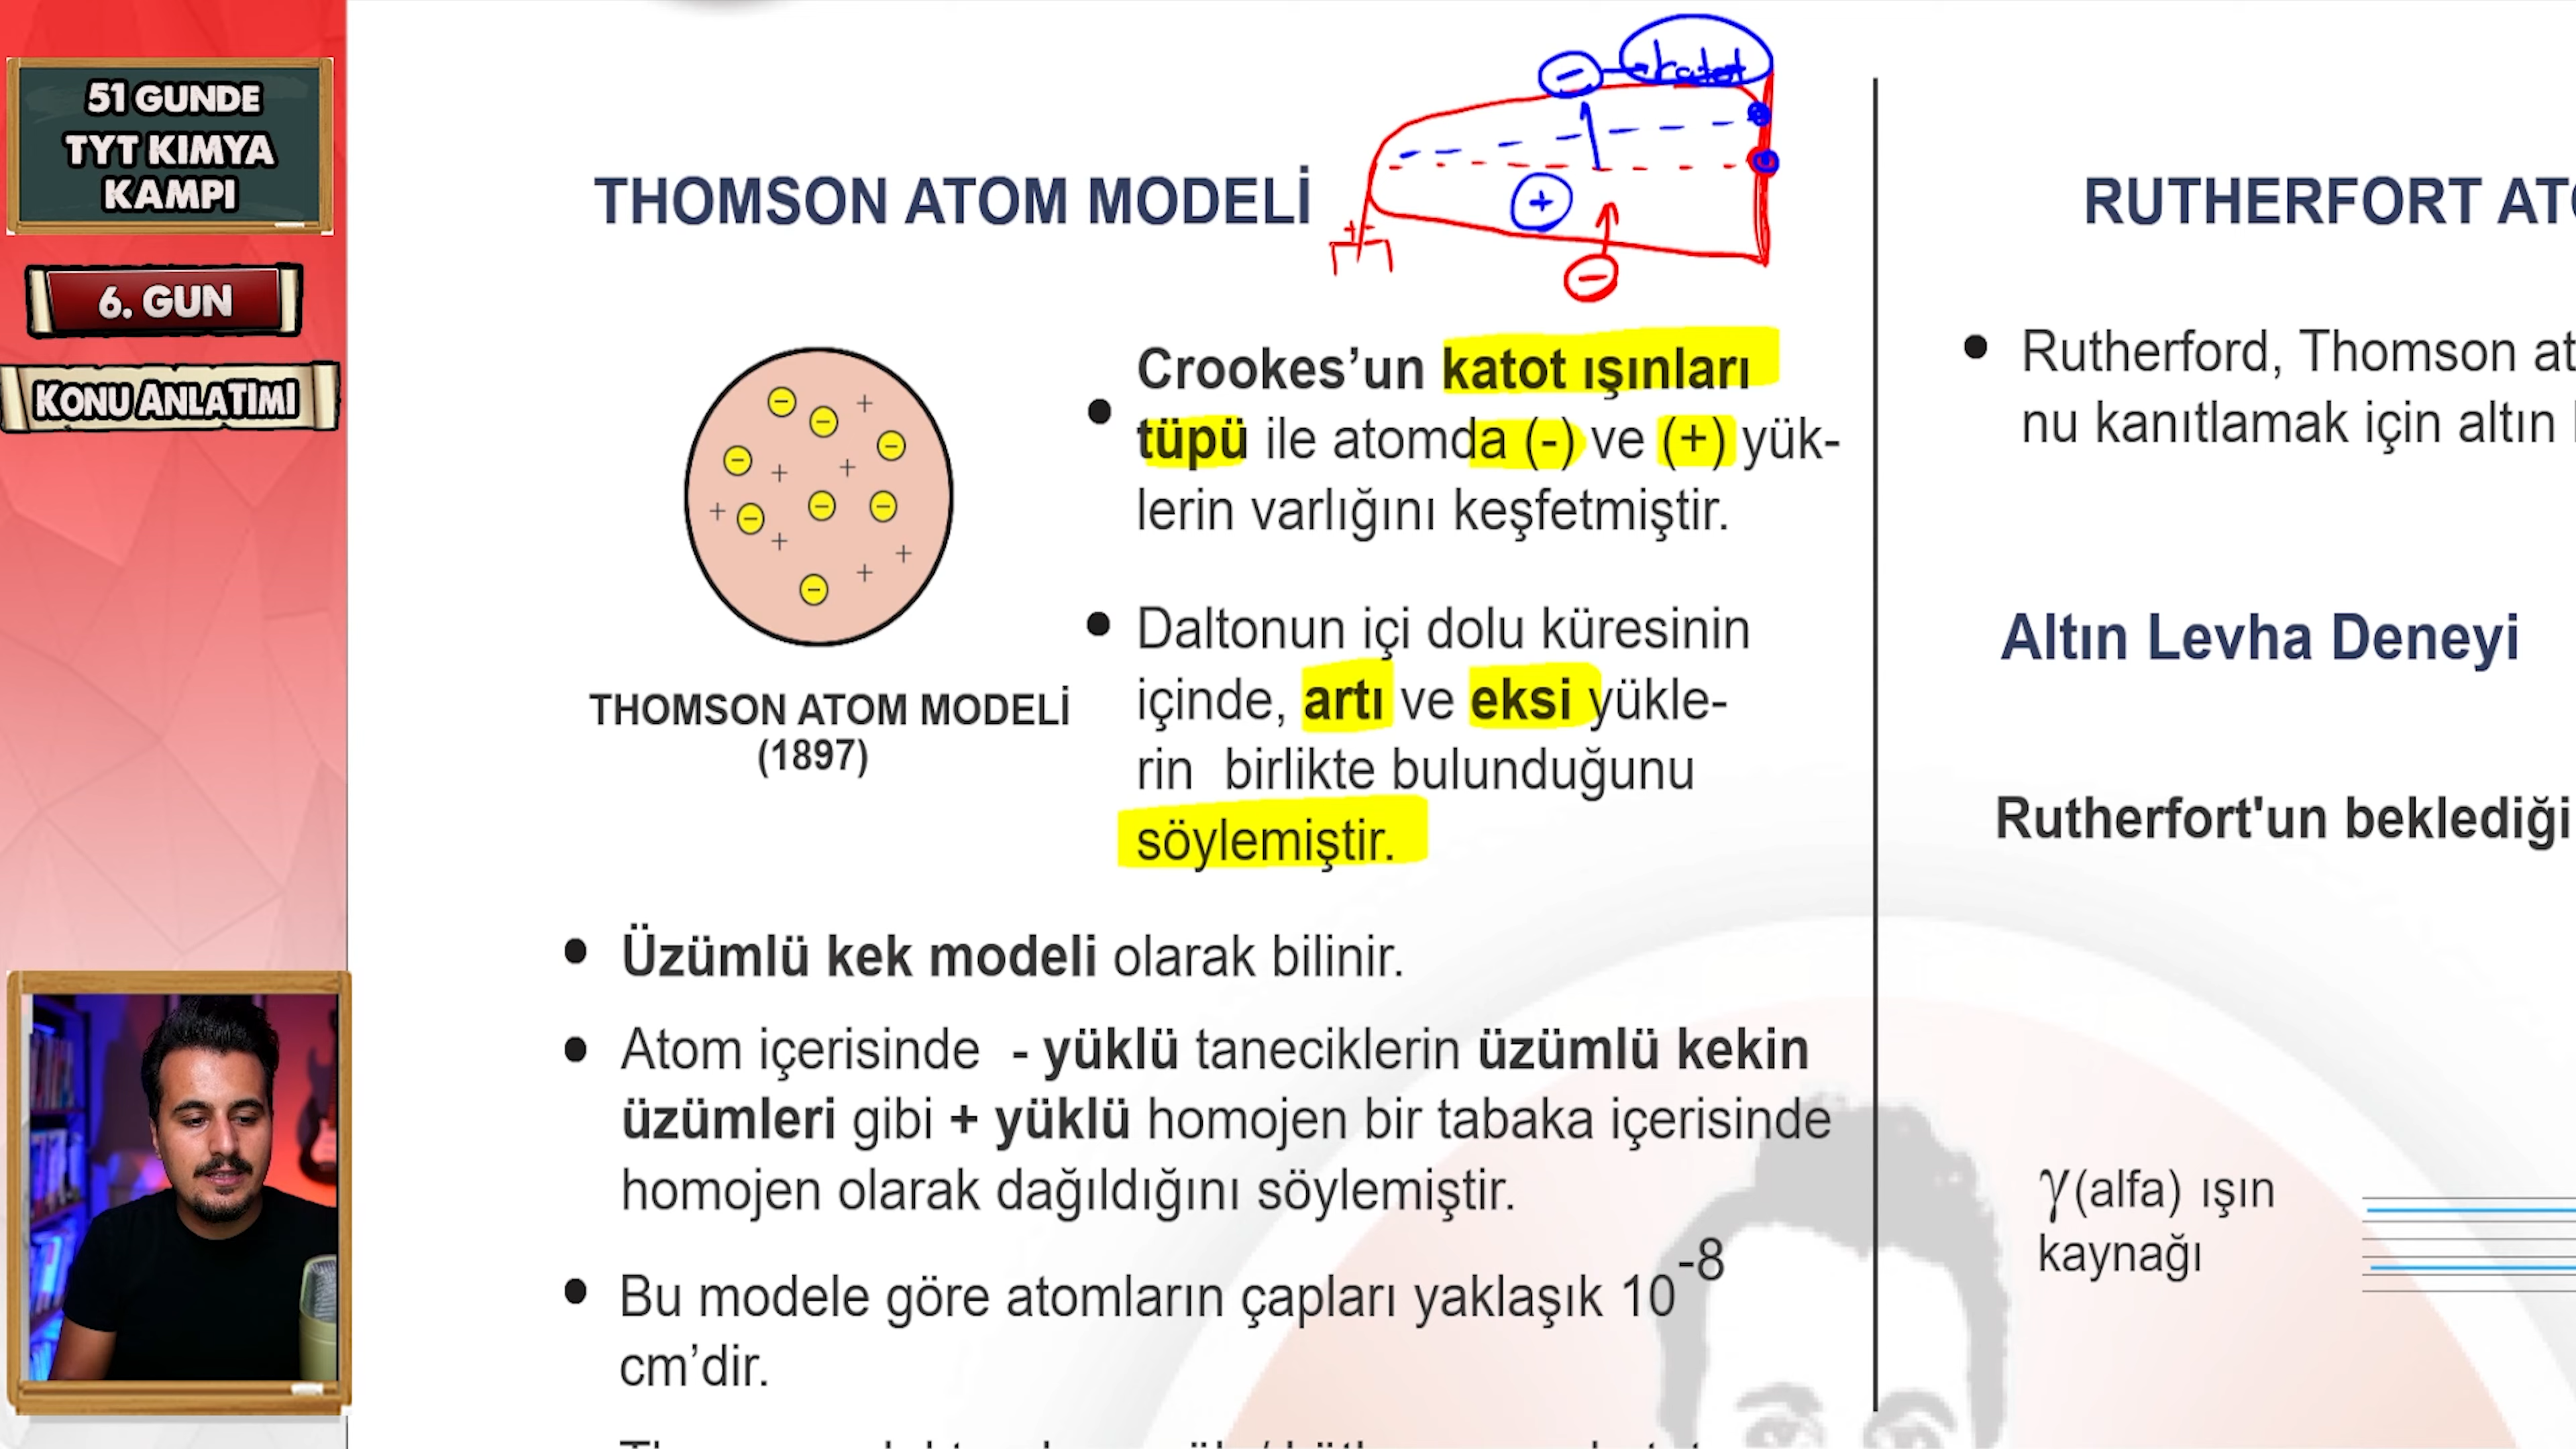 51 GUNDE
TYT KIMYA
KAMPI
6. GUN
KONU ANLATIMI
THOMSON ATOM MODELİ
- katot
+
-
THOMSON ATOM MODELİ
(1897)
Crookes’un katot ışınları
tüpü ile atomda (-) ve (+) yük-
lerin varlığını keşfetmiştir.
Daltonun içi dolu küresinin
içinde, artı ve eksi yükle-
rin birlikte bulunduğunu
söylemiştir.
Üzümlü kek modeli olarak bilinir.
Atom içerisinde - yüklü taneciklerin üzümlü kekin
üzümleri gibi + yüklü homojen bir tabaka içerisinde
homojen olarak dağıldığını söylemiştir.
Bu modele göre atomların çapları yaklaşık 10⁻⁸
cm’dir.
RUTHERFORT
Rutherford, Thomson
nu kanıtlamak için altın
Altın Levha Deneyi
Rutherfort'un beklediği
γ(alfa) ışın
kaynağı